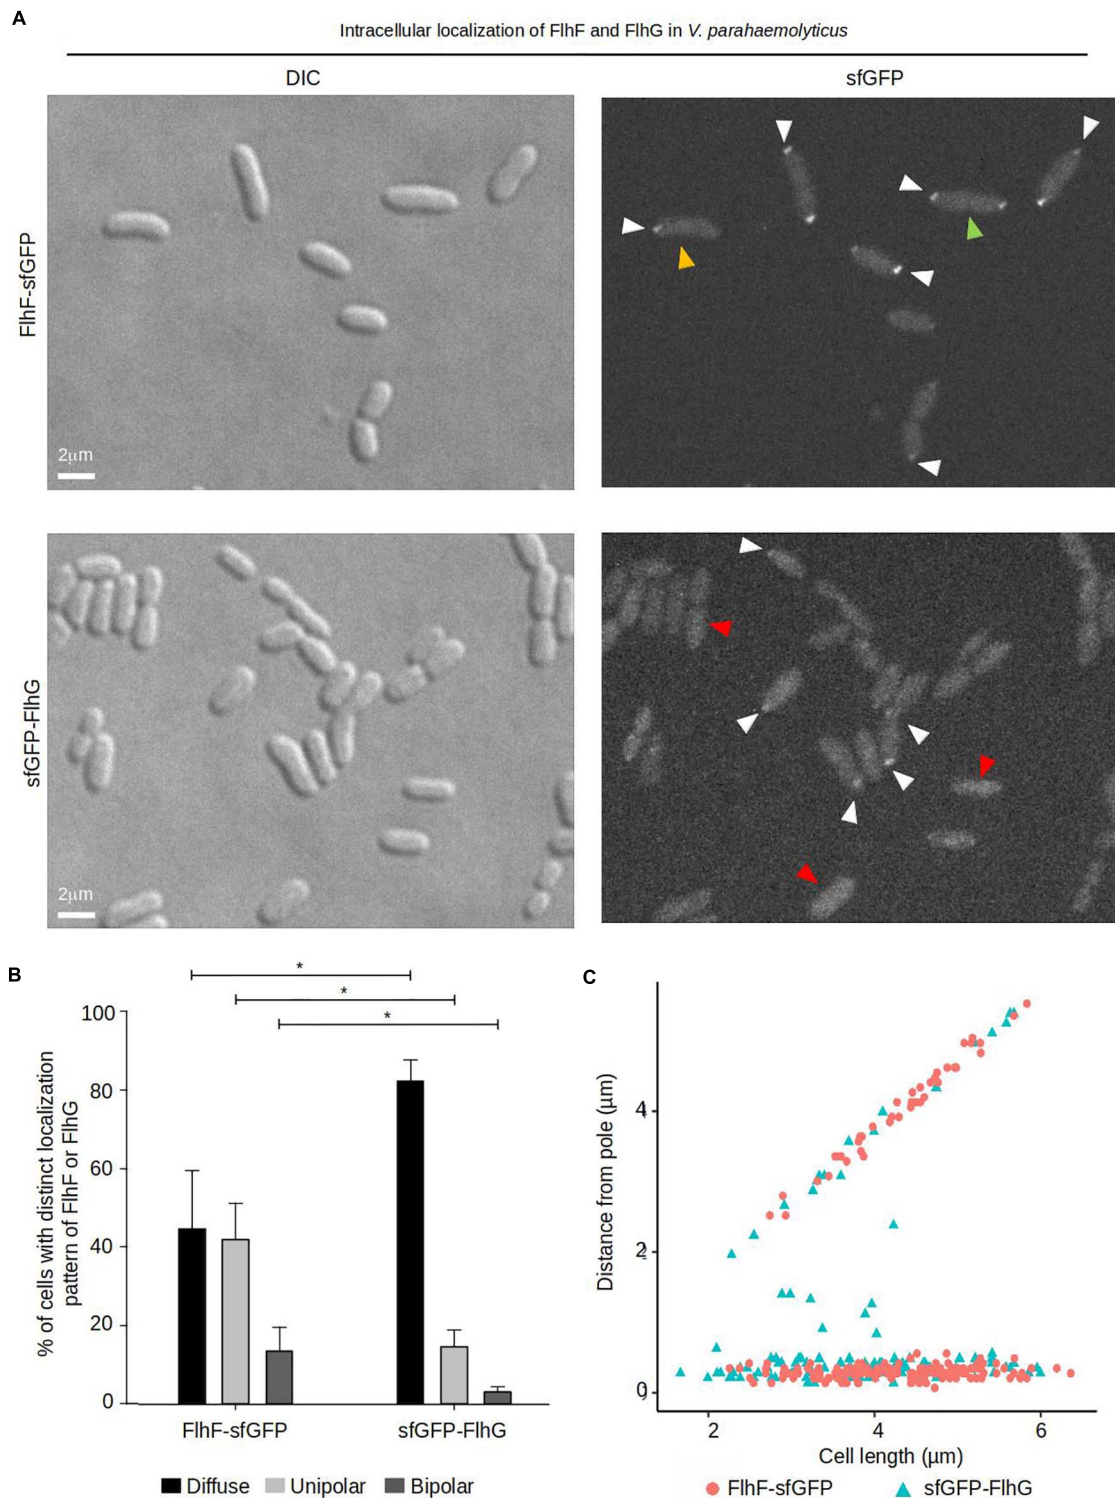 A
Intracellular localization of FlhF and FlhG in V. parahaemolyticus
DIC
sfGFP
FlhF-sfGFP
2μm
sfGFP-FlhG
2μm
B
*
*
*
% of cells with distinct localization
pattern of FlhF or FlhG
100
80
60
40
20
0
FlhF-sfGFP
sfGFP-FlhG
Diffuse
Unipolar
Bipolar
C
Distance from pole (µm)
4
2
0
2
4
6
Cell length (µm)
FlhF-sfGFP
sfGFP-FlhG